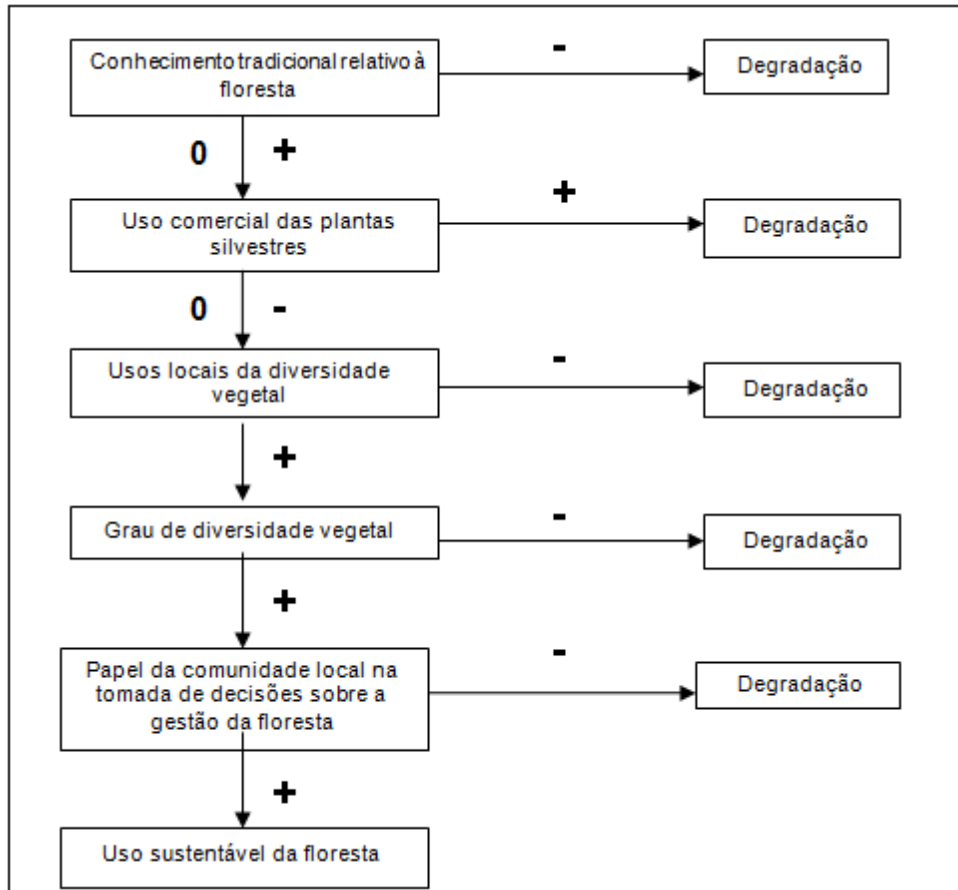 Conhecimento tradicional relativo à
floresta
-
Degradação
0 +
Uso comercial das plantas
silvestres
+
Degradação
0 -
Usos locais da diversidade
vegetal
-
Degradação
+
Grau de diversidade vegetal
-
Degradação
+
Papel da comunidade local na
tomada de decisões sobre a
gestão da floresta
-
Degradação
+
Uso sustentável da floresta